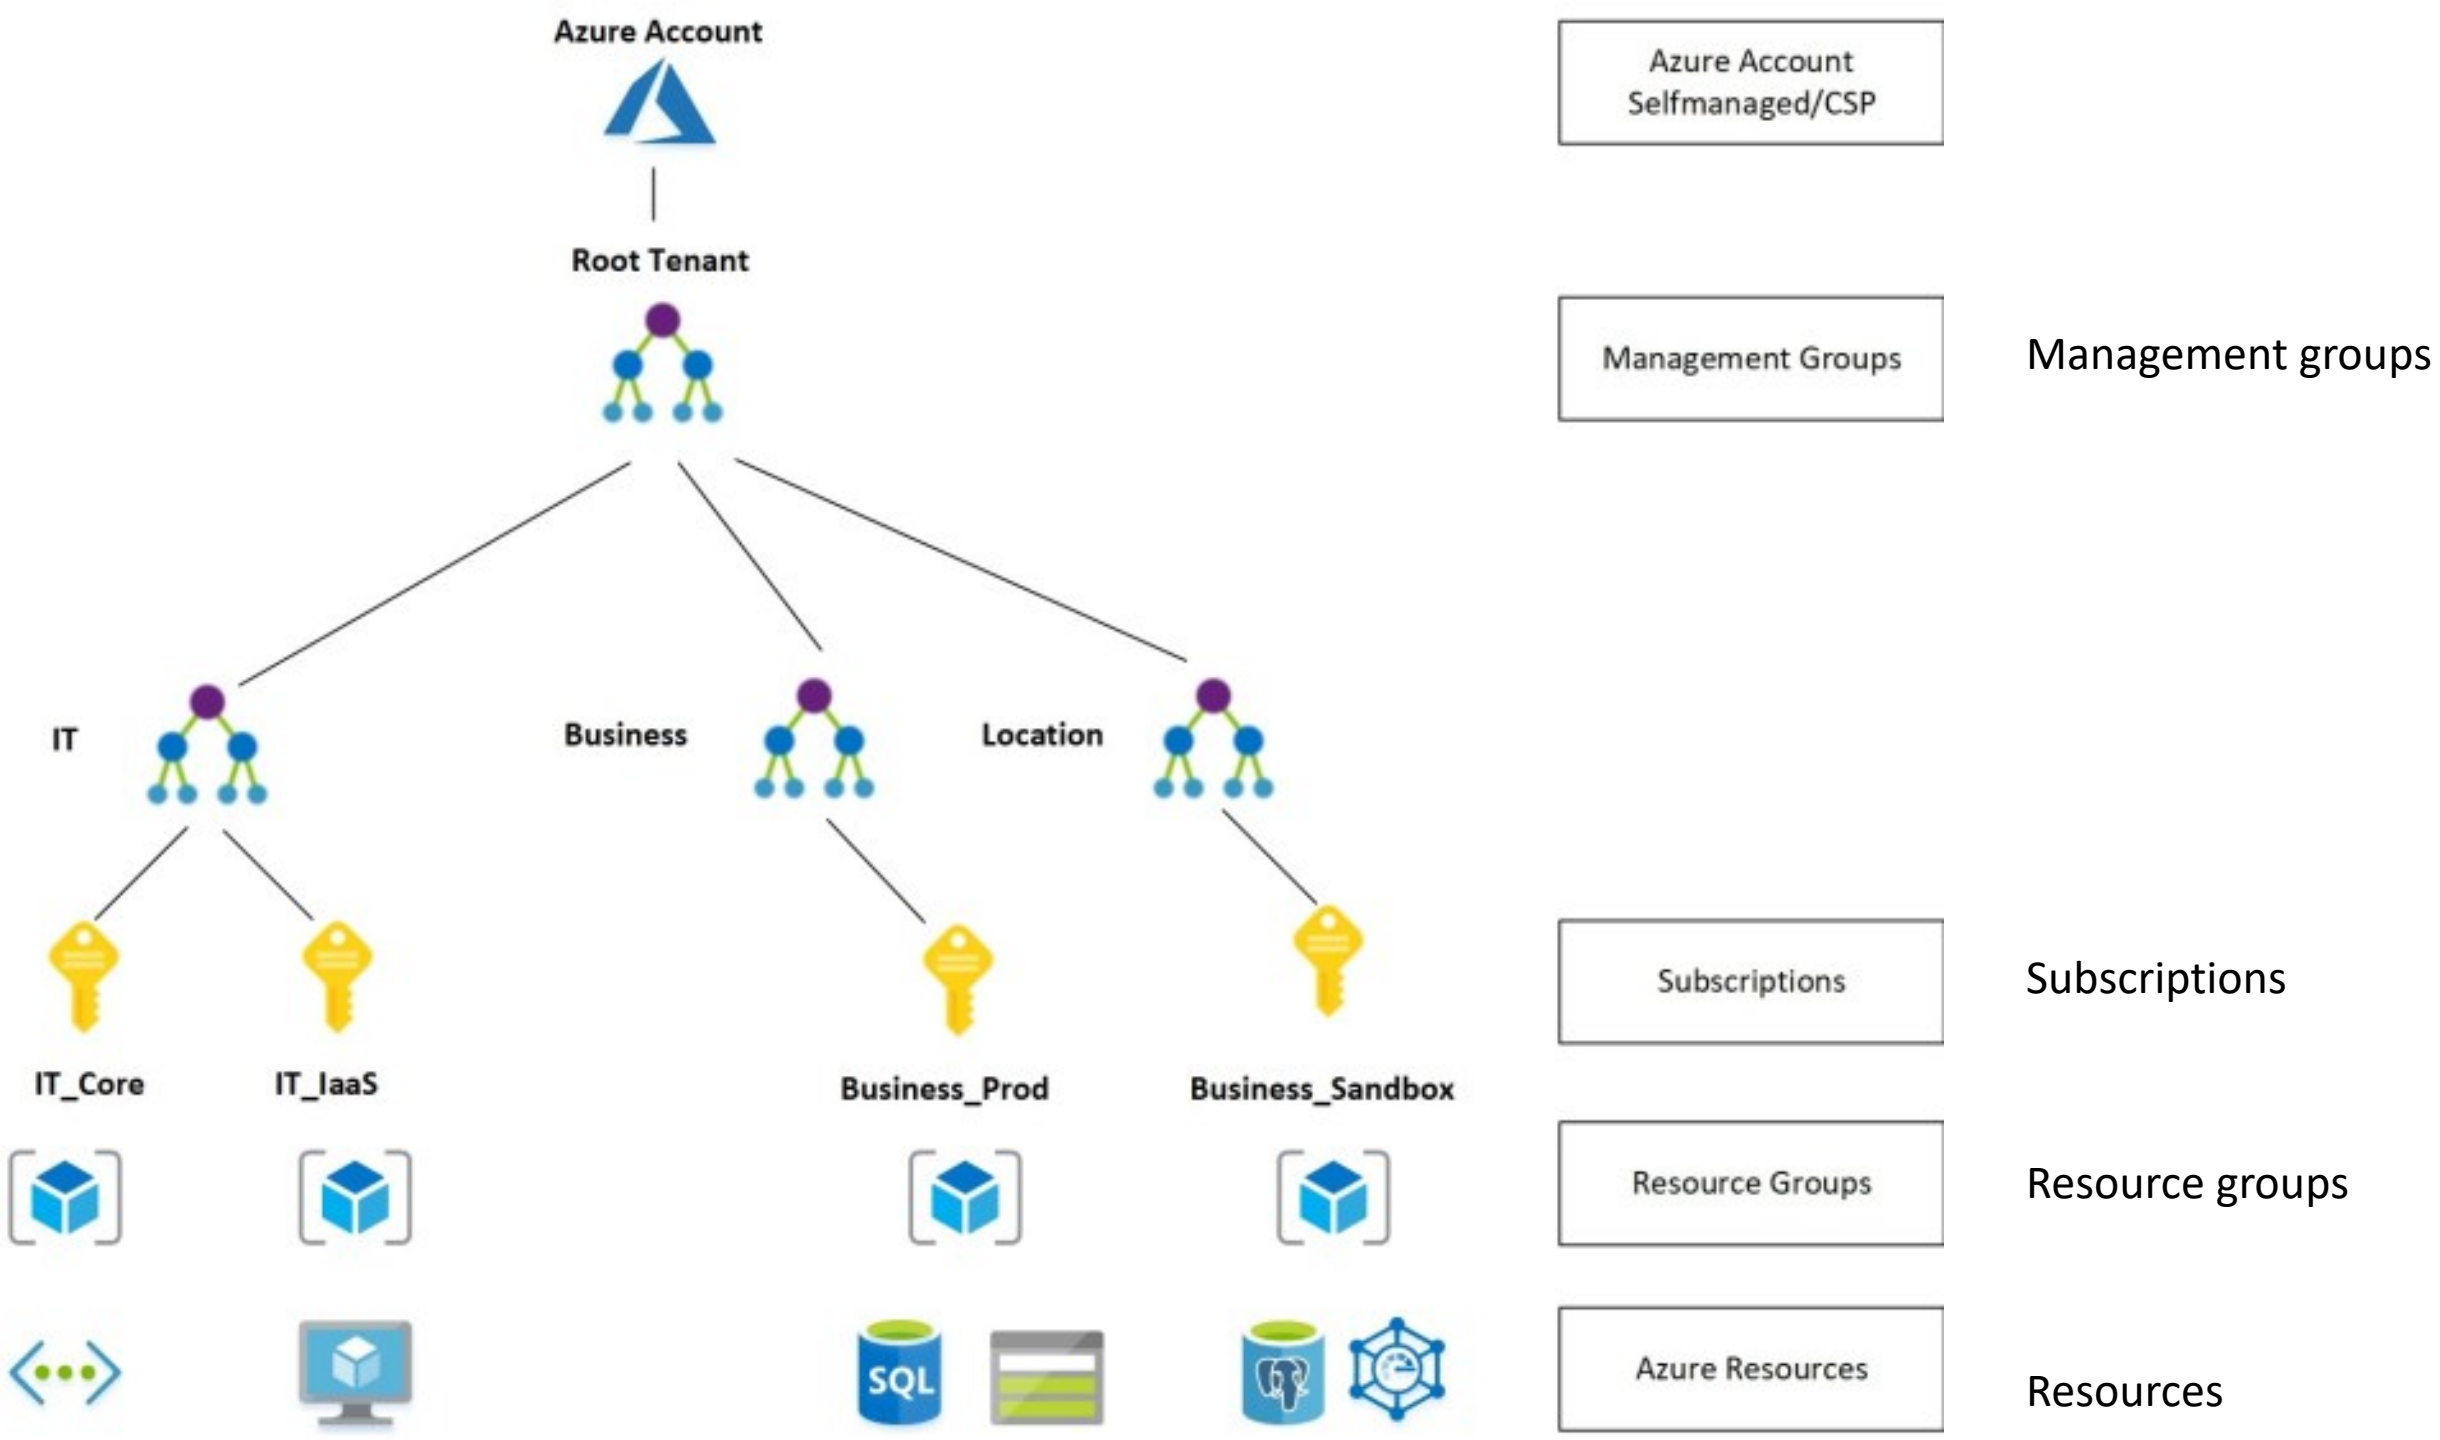 Azure Account
Azure Account
Selfmanaged/CSP
Root Tenant
Management Groups
Management groups
IT
Business
Location
Subscriptions
Subscriptions
IT_Core
IT_IaaS
Business_Prod
Business_Sandbox
Resource Groups
Resource groups
SQL
Azure Resources
Resources